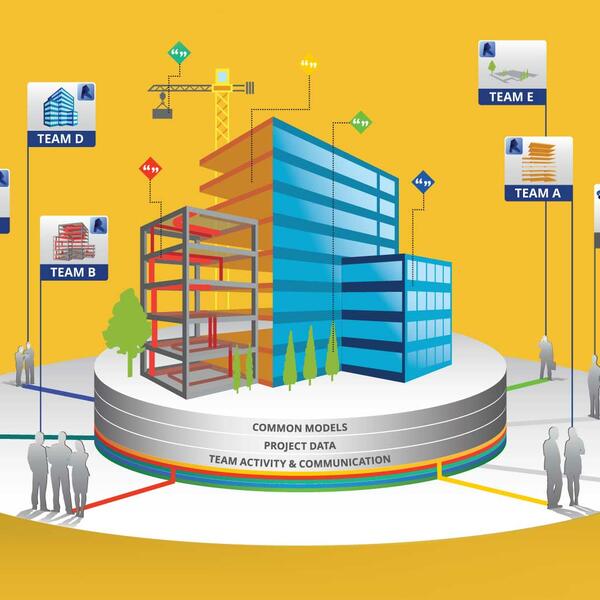 TEAM D
TEAM E
TEAM A
TEAM B
COMMON MODELS
PROJECT DATA
TEAM ACTIVITY & COMMUNICATION